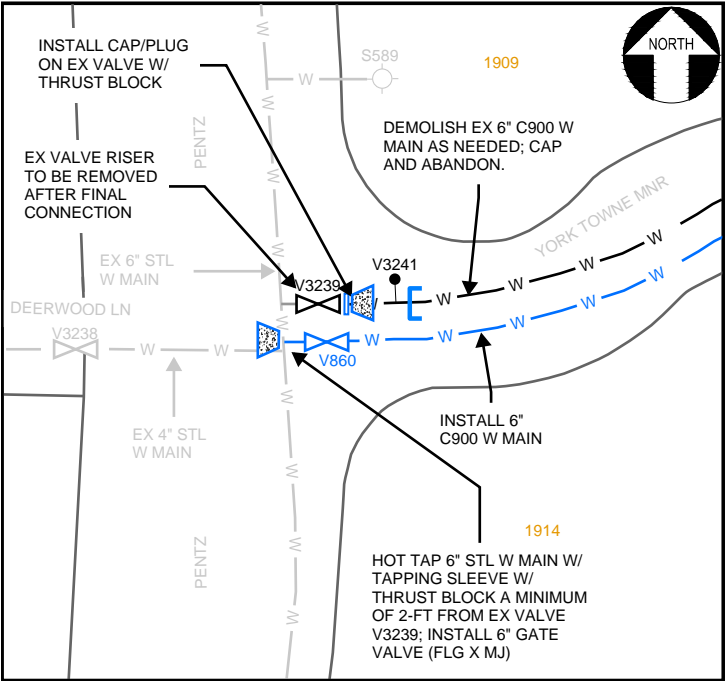 INSTALL CAP/PLUG
ON EX VALVE W/
THRUST BLOCK
S589
1909
NORTH
W
W
W
W
PENTZ
DEMOLISH EX 6" C900 W
MAIN AS NEEDED; CAP
AND ABANDON.
EX VALVE RISER
TO BE REMOVED
AFTER FINAL
CONNECTION
YORK TOWNE MNR
EX 6" STL
W MAIN
V3239
V3241
W
W
W
W
DEERWOOD LN
V3238
W
W
W
V860
W
W
W
W
W
EX 4" STL
W MAIN
INSTALL 6"
C900 W MAIN
W
W
W
PENTZ
1914
HOT TAP 6" STL W MAIN W/
TAPPING SLEEVE W/
THRUST BLOCK A MINIMUM
OF 2-FT FROM EX VALVE
V3239; INSTALL 6" GATE
VALVE (FLG X MJ)